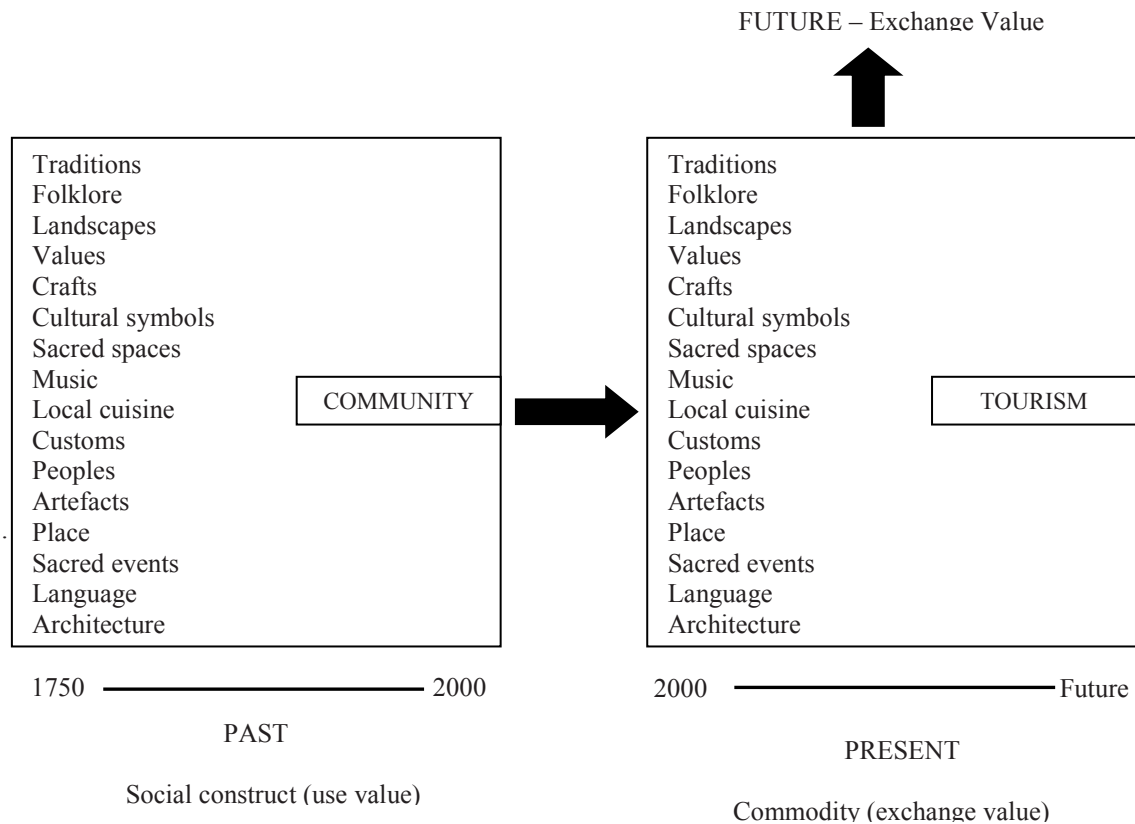 FUTURE – Exchange Value
Traditions
Folklore
Landscapes
Values
Crafts
Cultural symbols
Sacred spaces
Music
Local cuisine
Customs
Peoples
Artefacts
Place
Sacred events
Language
Architecture
COMMUNITY
1750
2000
PAST
Social construct (use value)
Traditions
Folklore
Landscapes
Values
Crafts
Cultural symbols
Sacred spaces
Music
Local cuisine
Customs
Peoples
Artefacts
Place
Sacred events
Language
Architecture
TOURISM
2000
Future
PRESENT
Commodity (exchange value)